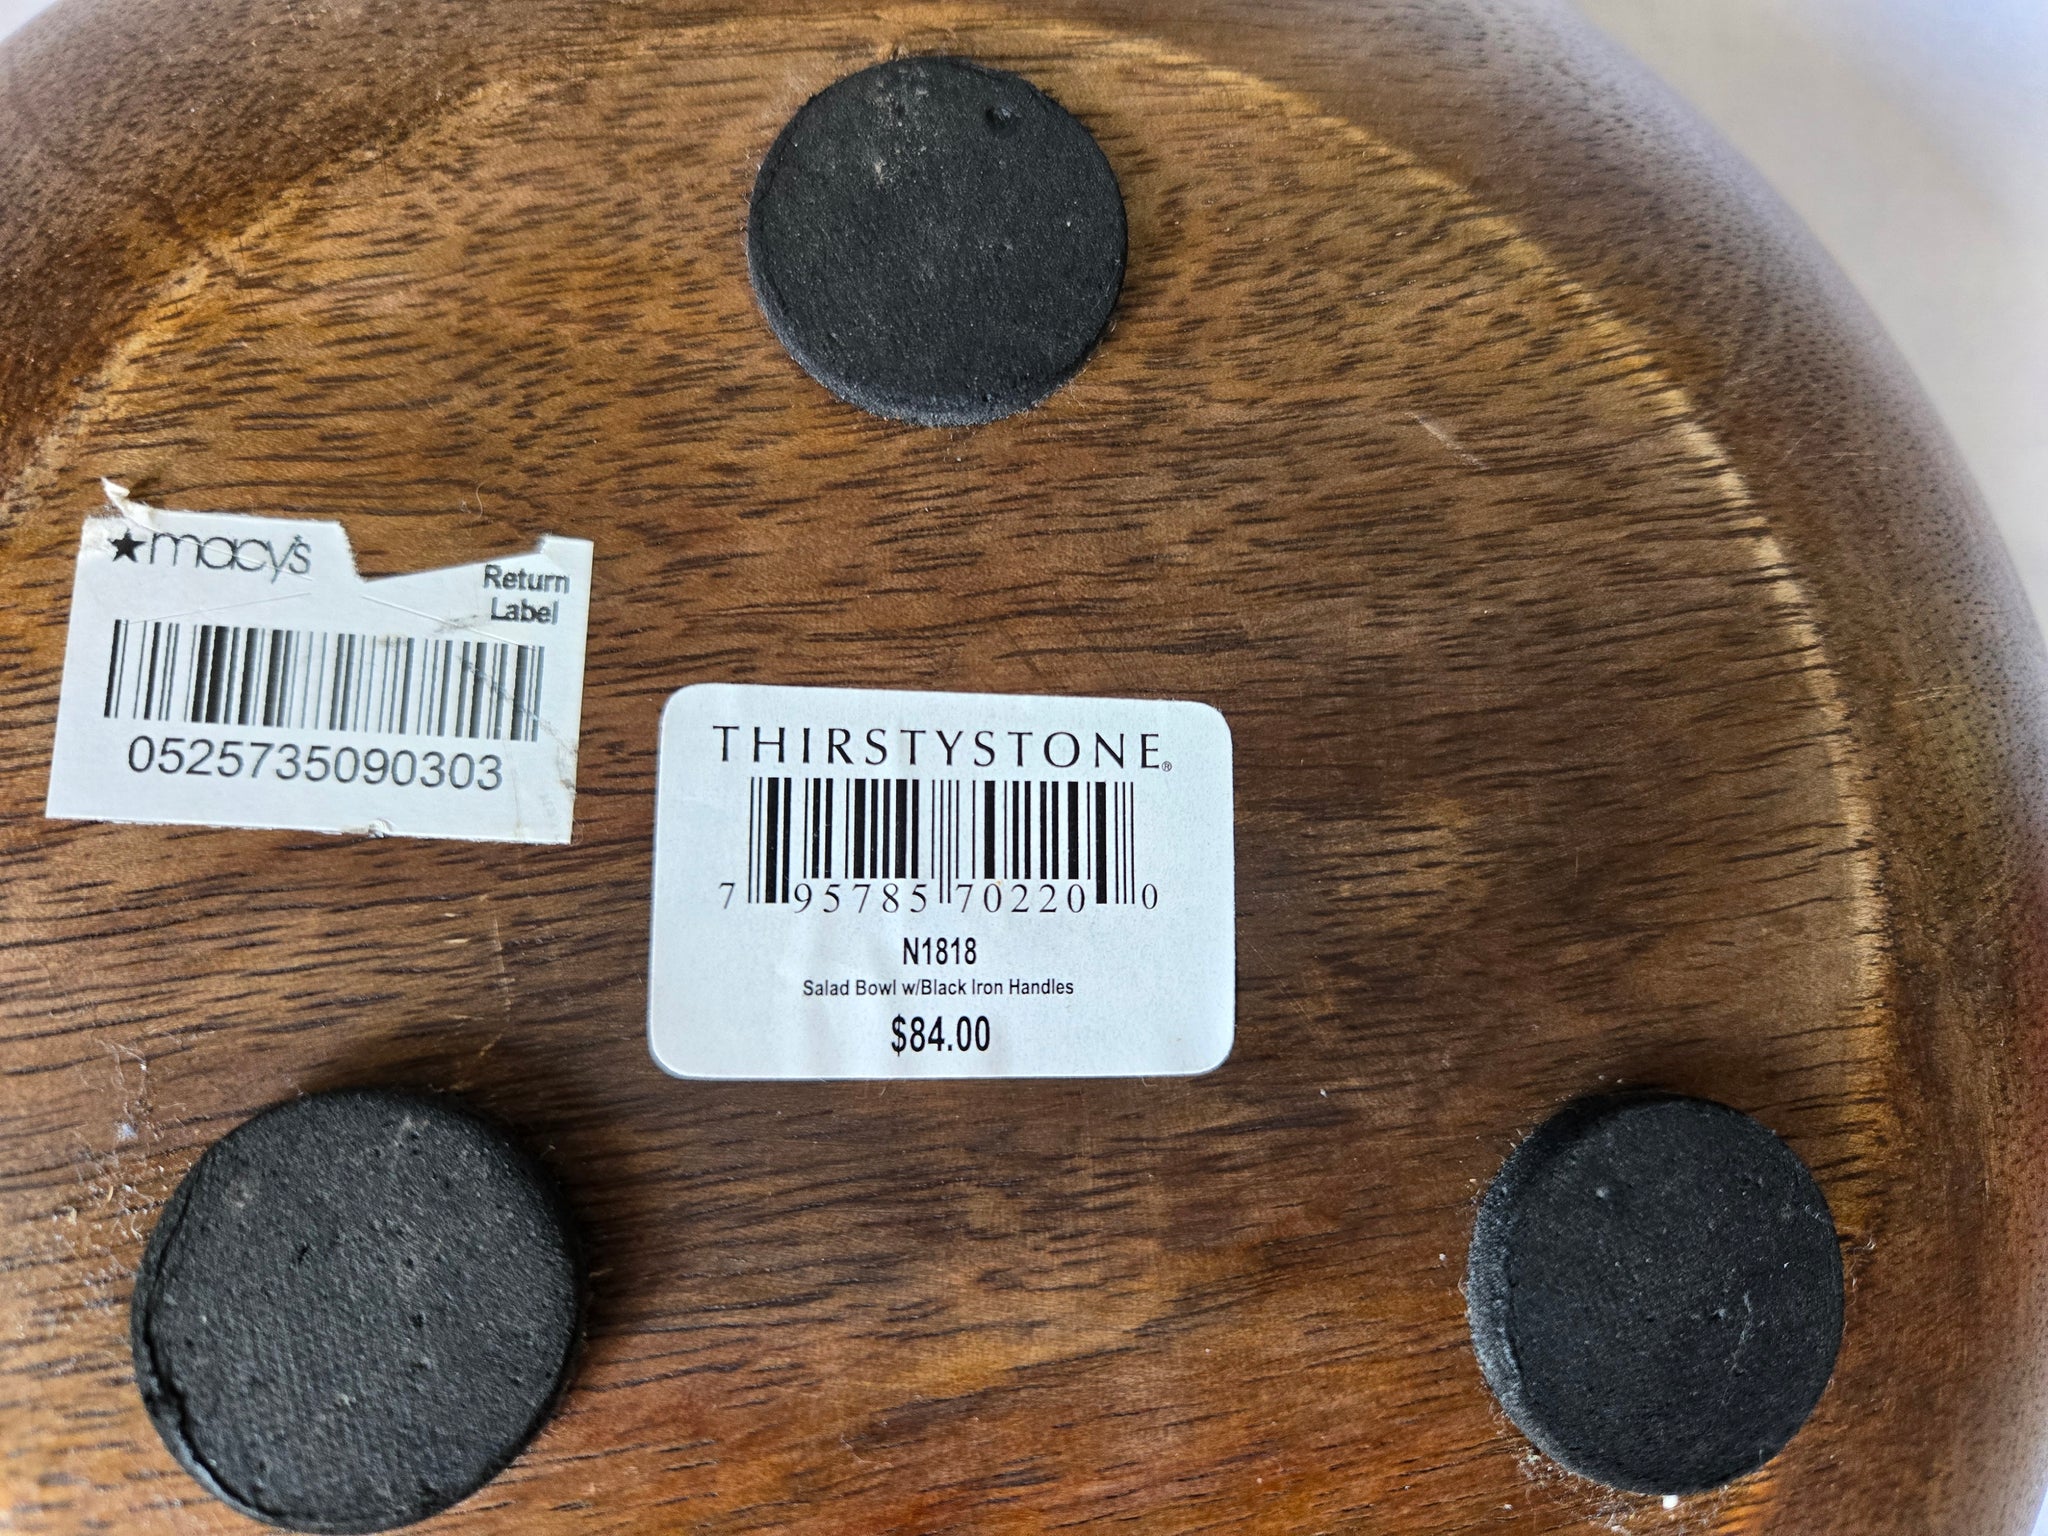 macy's
Return
Label
0525735090303
THIRSTYSTONE®
7 95785 70220 0
N1818
Salad Bowl w/Black Iron Handles
$84.00